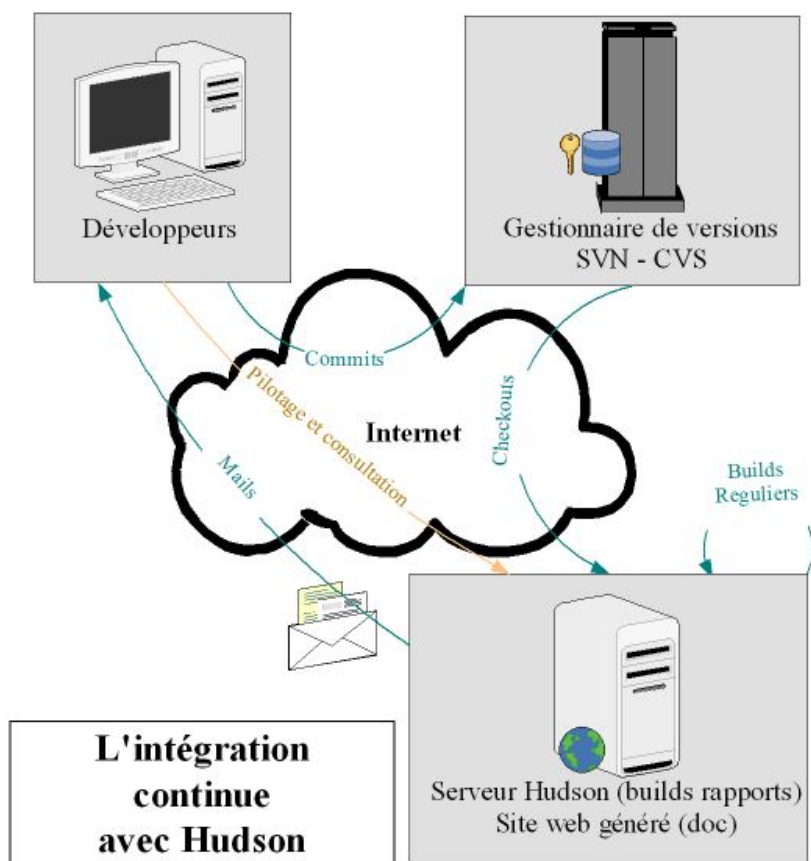 Développeurs
Gestionnaire de versions
SVN - CVS
Commits
Pilotage et consultation
Internet
Checkouts
Mails
Builds
Reguliers
L'intégration
continue
avec Hudson
Serveur Hudson (builds rapports)
Site web généré (doc)